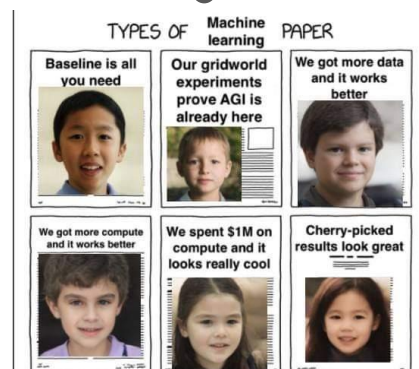 TYPES OF Machine learning PAPER
Baseline is all
you need
Our gridworld
experiments
prove AGI is
already here
We got more data
and it works
better
We got more compute
and it works better
We spent $1M on
compute and it
looks really cool
Cherry-picked
results look great